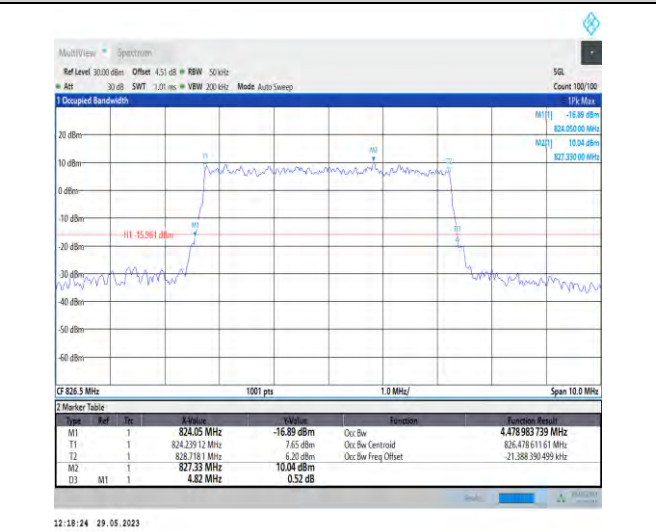 MultiView Spectrum
Ref Level 30.00 dBm Offset 4.51 dB RBW 50 kHz SGL
Att 30 dB SWT 1.01 ms VBW 200 kHz Mode Auto Sweep Count 100/100
1 Occupied Bandwidth 1Pk Max
M1[1] -16.89 dBm
824.050 00 MHz
M2[1] 10.04 dBm
827.330 00 MHz
20 dBm
M2
T1
10 dBm
0 dBm
-10 dBm
M1
H1 -15.961 dBm
D3
-20 dBm
-30 dBm
-40 dBm
-50 dBm
-60 dBm
CF 826.5 MHz 1001 pts 1.0 MHz/ Span 10.0 MHz
2 Marker Table
Type Ref Trc X-Value Y-Value Function Function Result
M1 1 824.05 MHz -16.89 dBm Occ Bw 4.478 983 739 MHz
T1 1 824.239 12 MHz 7.65 dBm Occ Bw Centroid 826.478 611 61 MHz
T2 1 828.718 1 MHz 6.20 dBm Occ Bw Freq Offset -21.388 390 499 kHz
M2 1 827.33 MHz 10.04 dBm
D3 M1 1 4.82 MHz 0.52 dB
12:18:24 29.05.2023